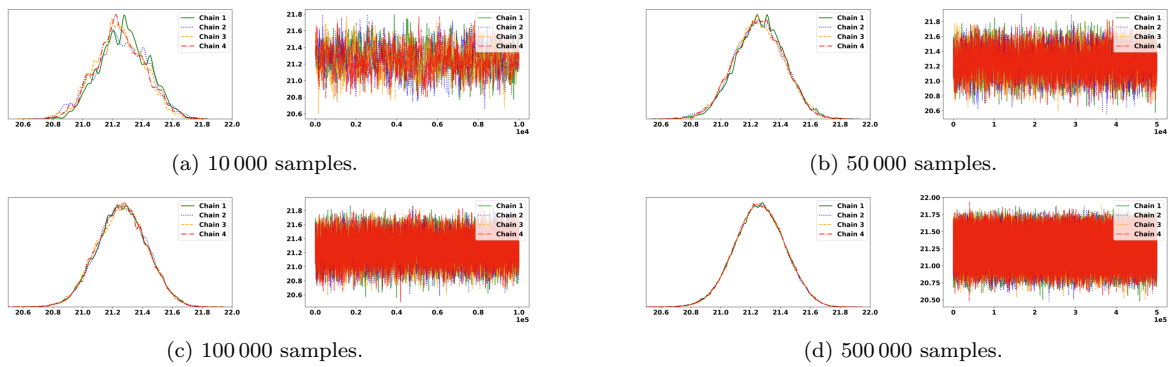 Chain 1
Chain 2
Chain 3
Chain 4
20.6 20.8 21.0 21.2 21.4 21.6 21.8 22.0
21.8
21.6
21.4
21.2
21.0
20.8
20.6
Chain 1
Chain 2
Chain 3
Chain 4
0.0 0.2 0.4 0.6 0.8 1.0
1e4
(a) 10 000 samples.
Chain 1
Chain 2
Chain 3
Chain 4
20.6 20.8 21.0 21.2 21.4 21.6 21.8 22.0
21.8
21.6
21.4
21.2
21.0
20.8
20.6
Chain 1
Chain 2
Chain 3
Chain 4
0 1 2 3 4 5
1e4
(b) 50 000 samples.
Chain 1
Chain 2
Chain 3
Chain 4
20.6 20.8 21.0 21.2 21.4 21.6 21.8 22.0
21.8
21.6
21.4
21.2
21.0
20.8
20.6
Chain 1
Chain 2
Chain 3
Chain 4
0.0 0.2 0.4 0.6 0.8 1.0
1e5
(c) 100 000 samples.
Chain 1
Chain 2
Chain 3
Chain 4
20.6 20.8 21.0 21.2 21.4 21.6 21.8 22.0
22.00
21.75
21.50
21.25
21.00
20.75
20.50
Chain 1
Chain 2
Chain 3
Chain 4
0 1 2 3 4 5
1e5
(d) 500 000 samples.